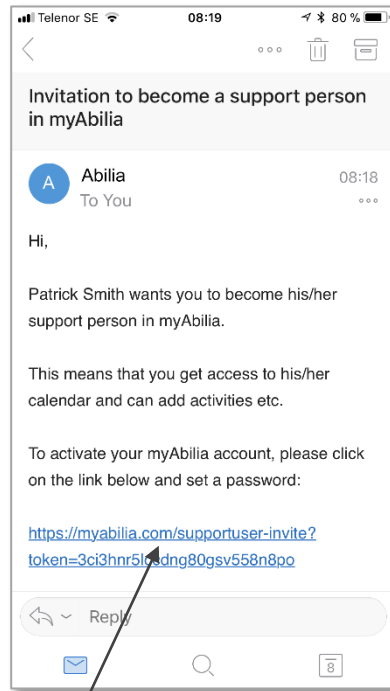 Telenor SE 08:19 80 %
Invitation to become a support person
in myAbilia
A Abilia 08:18
To You
Hi,
Patrick Smith wants you to become his/her
support person in myAbilia.
This means that you get access to his/her
calendar and can add activities etc.
To activate your myAbilia account, please click
on the link below and set a password:
https://myabilia.com/supportuser-invite?
Reply
8